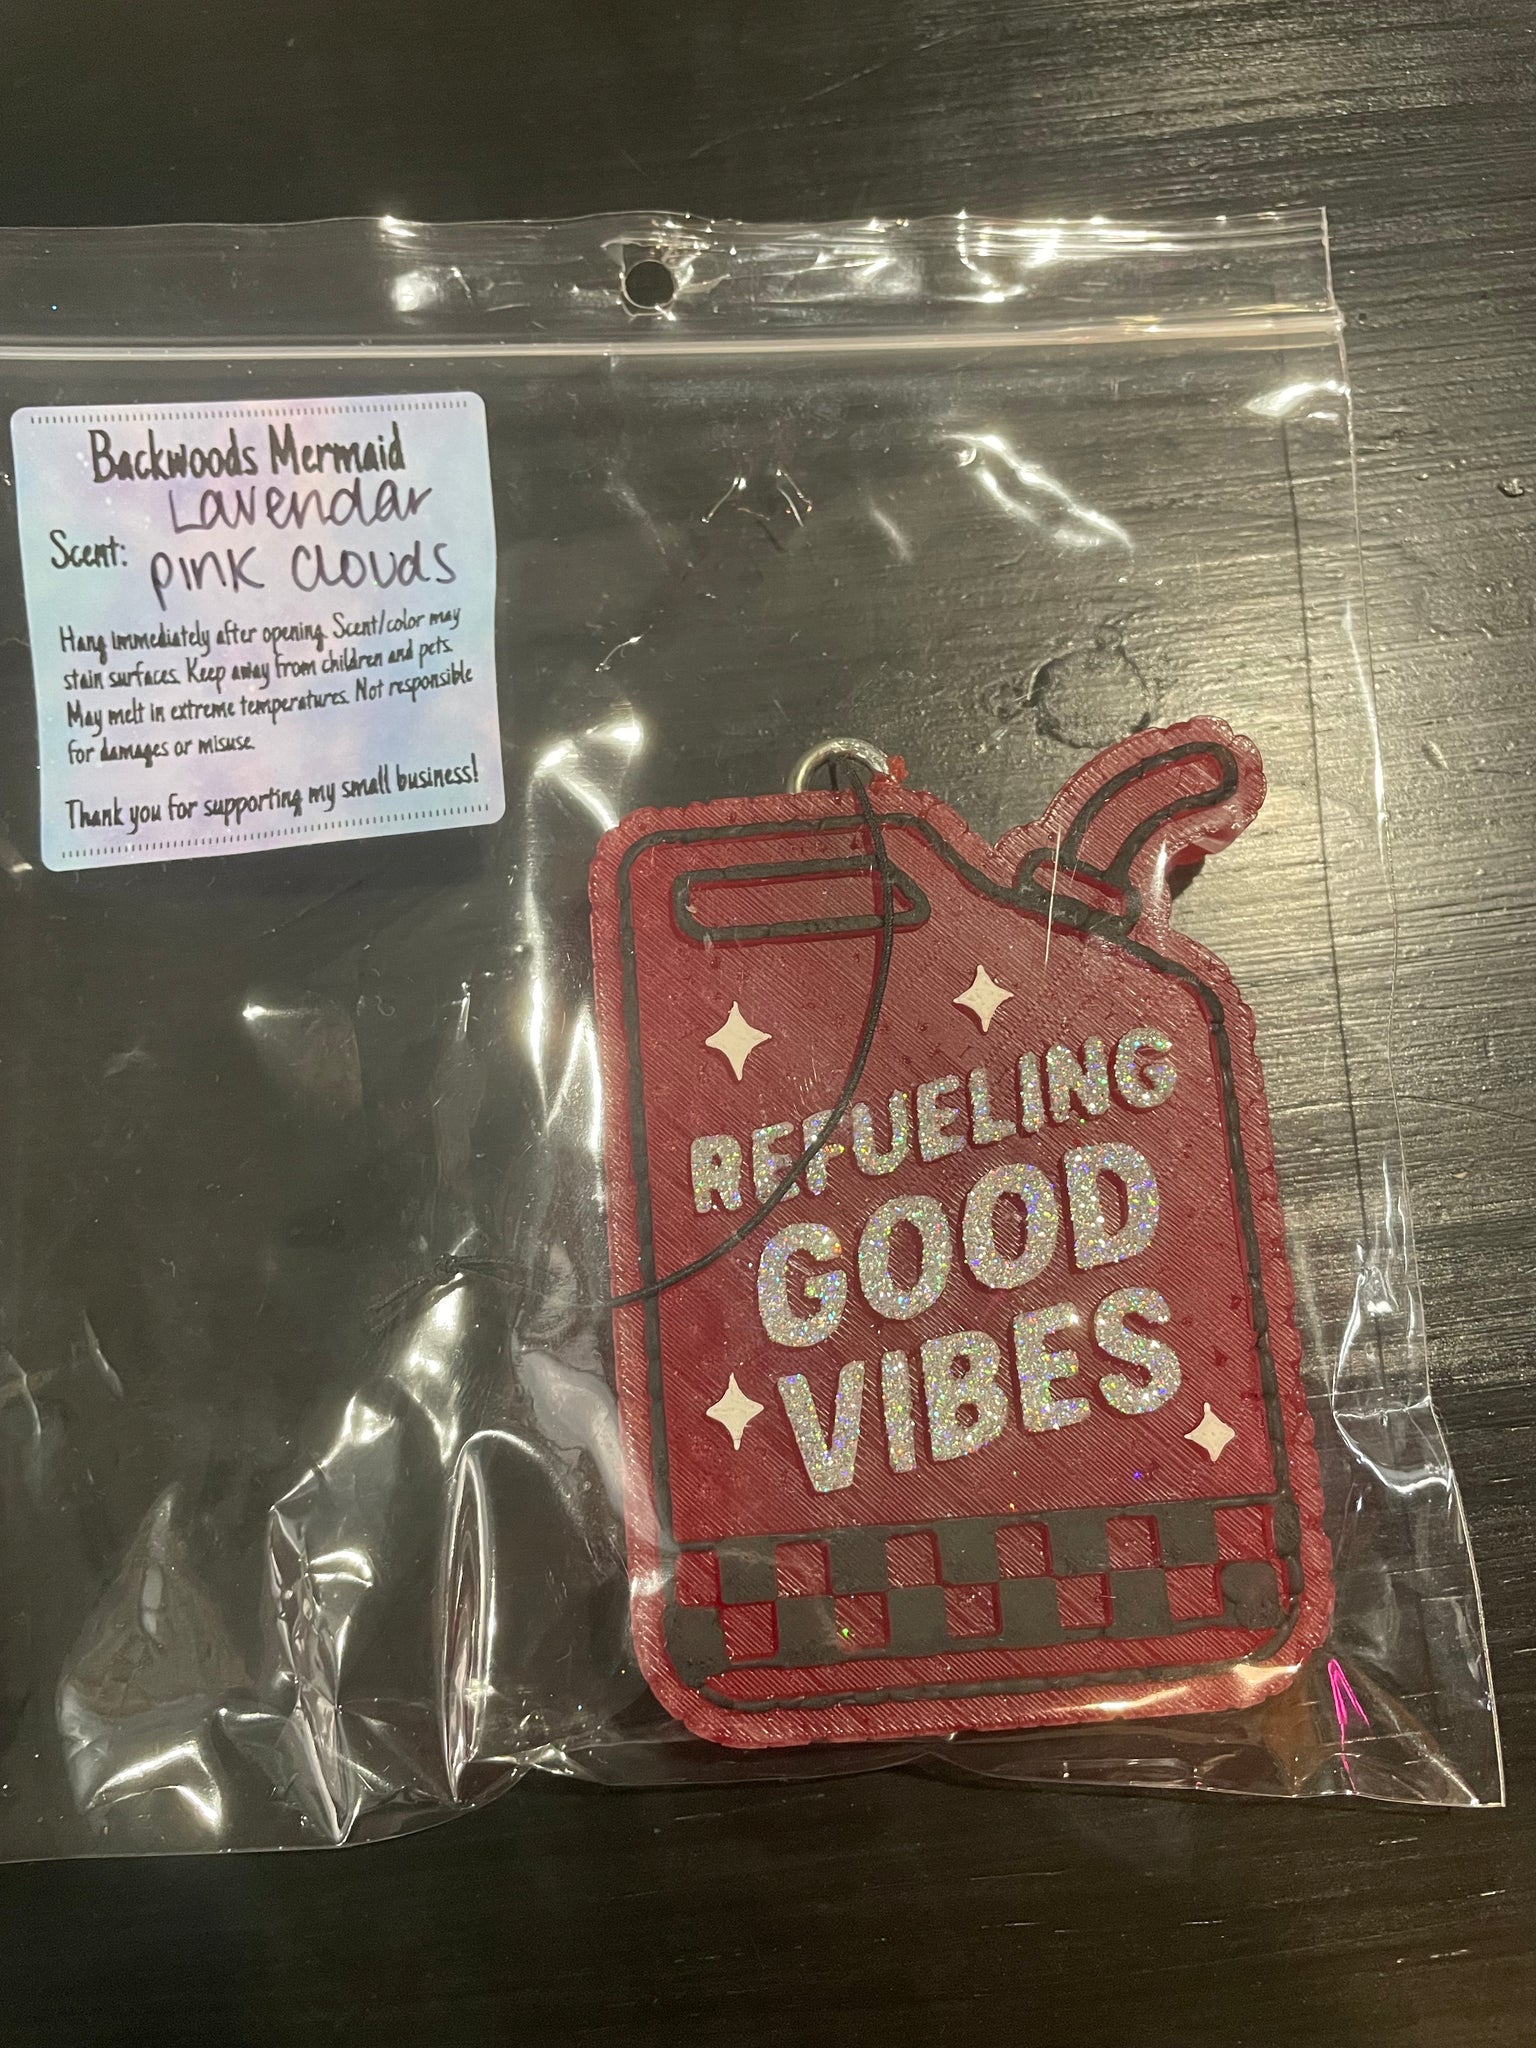 Backwoods Mermaid
Lavendar
Scent: pink clouds
Hang immediately after opening. Scent/color may
stain surfaces. Keep away from children and pets.
May melt in extreme temperatures. Not responsible
for damages or misuse.
Thank you for supporting my small business!
REFUELING
GOOD
VIBES